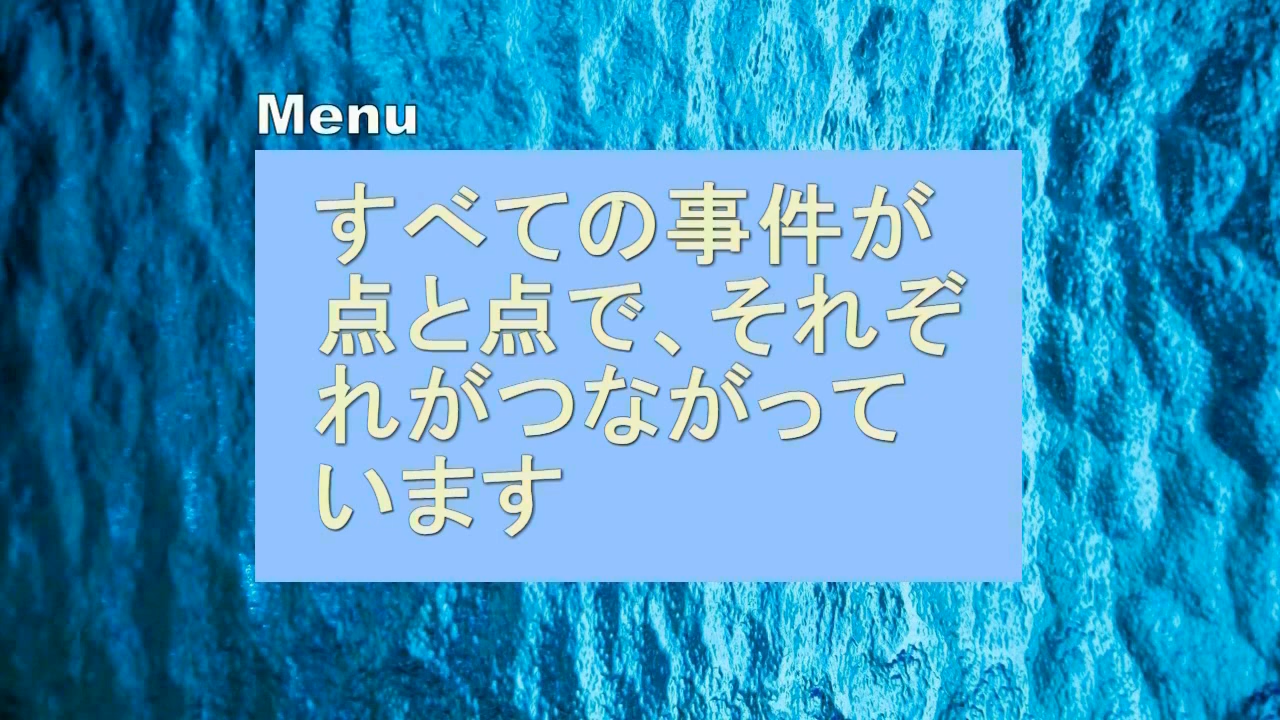 Menu
すべての事件が
点と点で、それぞ
れがつながって
います